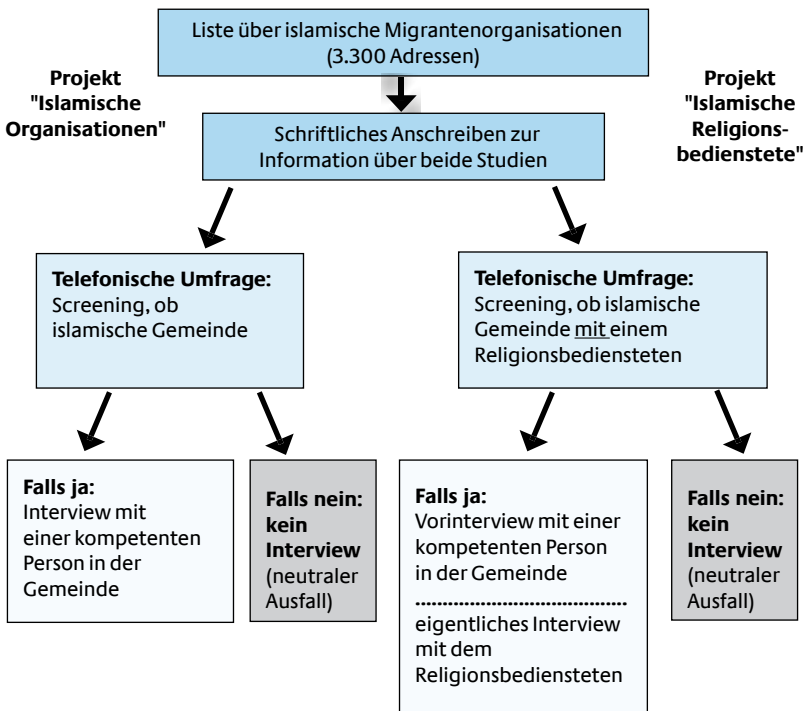 Liste über islamische Migrantenorganisationen
(3.300 Adressen)
Projekt
"Islamische
Organisationen"
Projekt
"Islamische
Religions-
bedienstete"
Schriftliches Anschreiben zur
Information über beide Studien
Telefonische Umfrage:
Screening, ob
islamische Gemeinde
Telefonische Umfrage:
Screening, ob islamische
Gemeinde mit einem
Religionsbediensteten
Falls ja:
Interview mit
einer kompetenten
Person in der
Gemeinde
Falls nein:
kein
Interview
(neutraler
Ausfall)
Falls ja:
Vorinterview mit einer
kompetenten Person
in der Gemeinde
eigentliches Interview
mit dem
Religionsbediensteten
Falls nein:
kein
Interview
(neutraler
Ausfall)